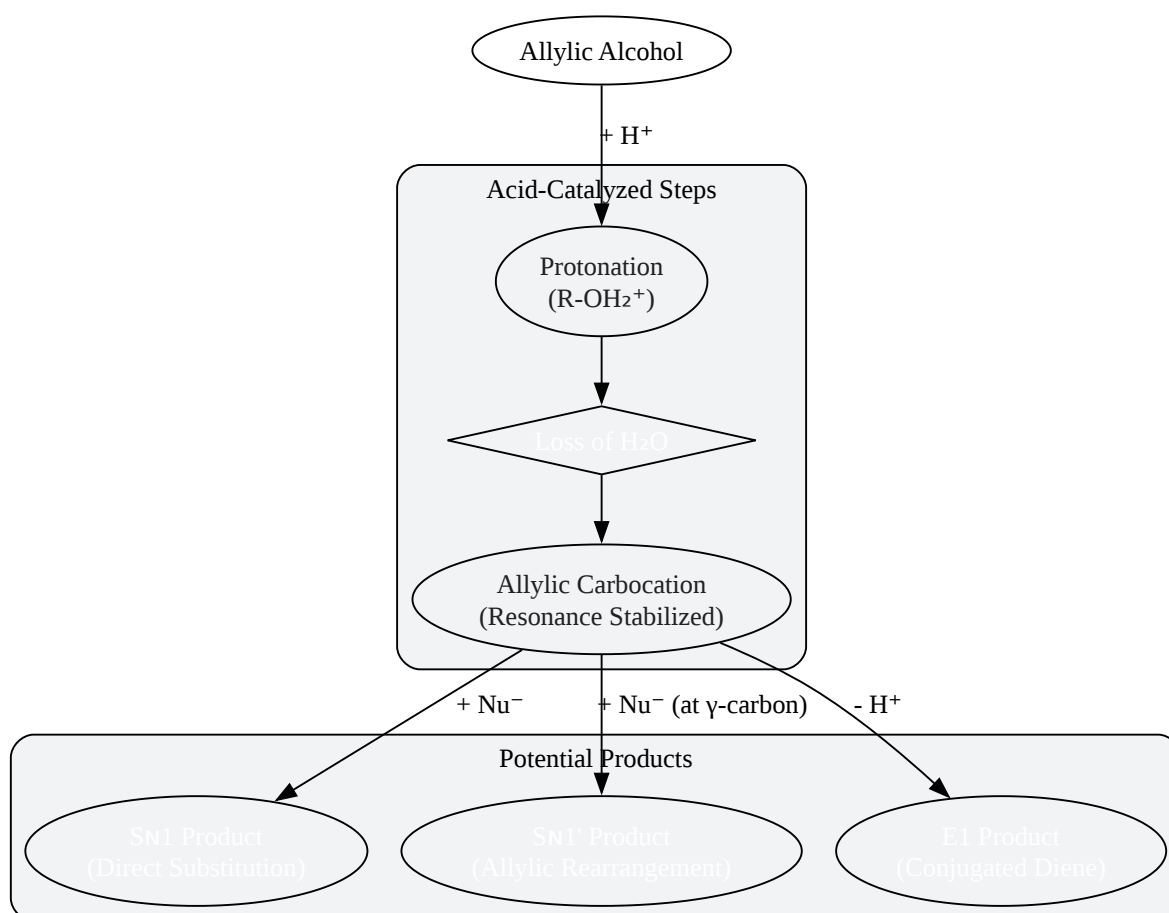 Allylic Alcohol
+ H⁺
Acid-Catalyzed Steps
Protonation
(R-OH₂⁺)
Loss of H₂O
Allylic Carbocation
(Resonance Stabilized)
+ Nu⁻
+ Nu⁻ (at γ-carbon)
- H⁺
Potential Products
Sɴ1 Product
(Direct Substitution)
Sɴ1' Product
(Allylic Rearrangement)
E1 Product
(Conjugated Diene)